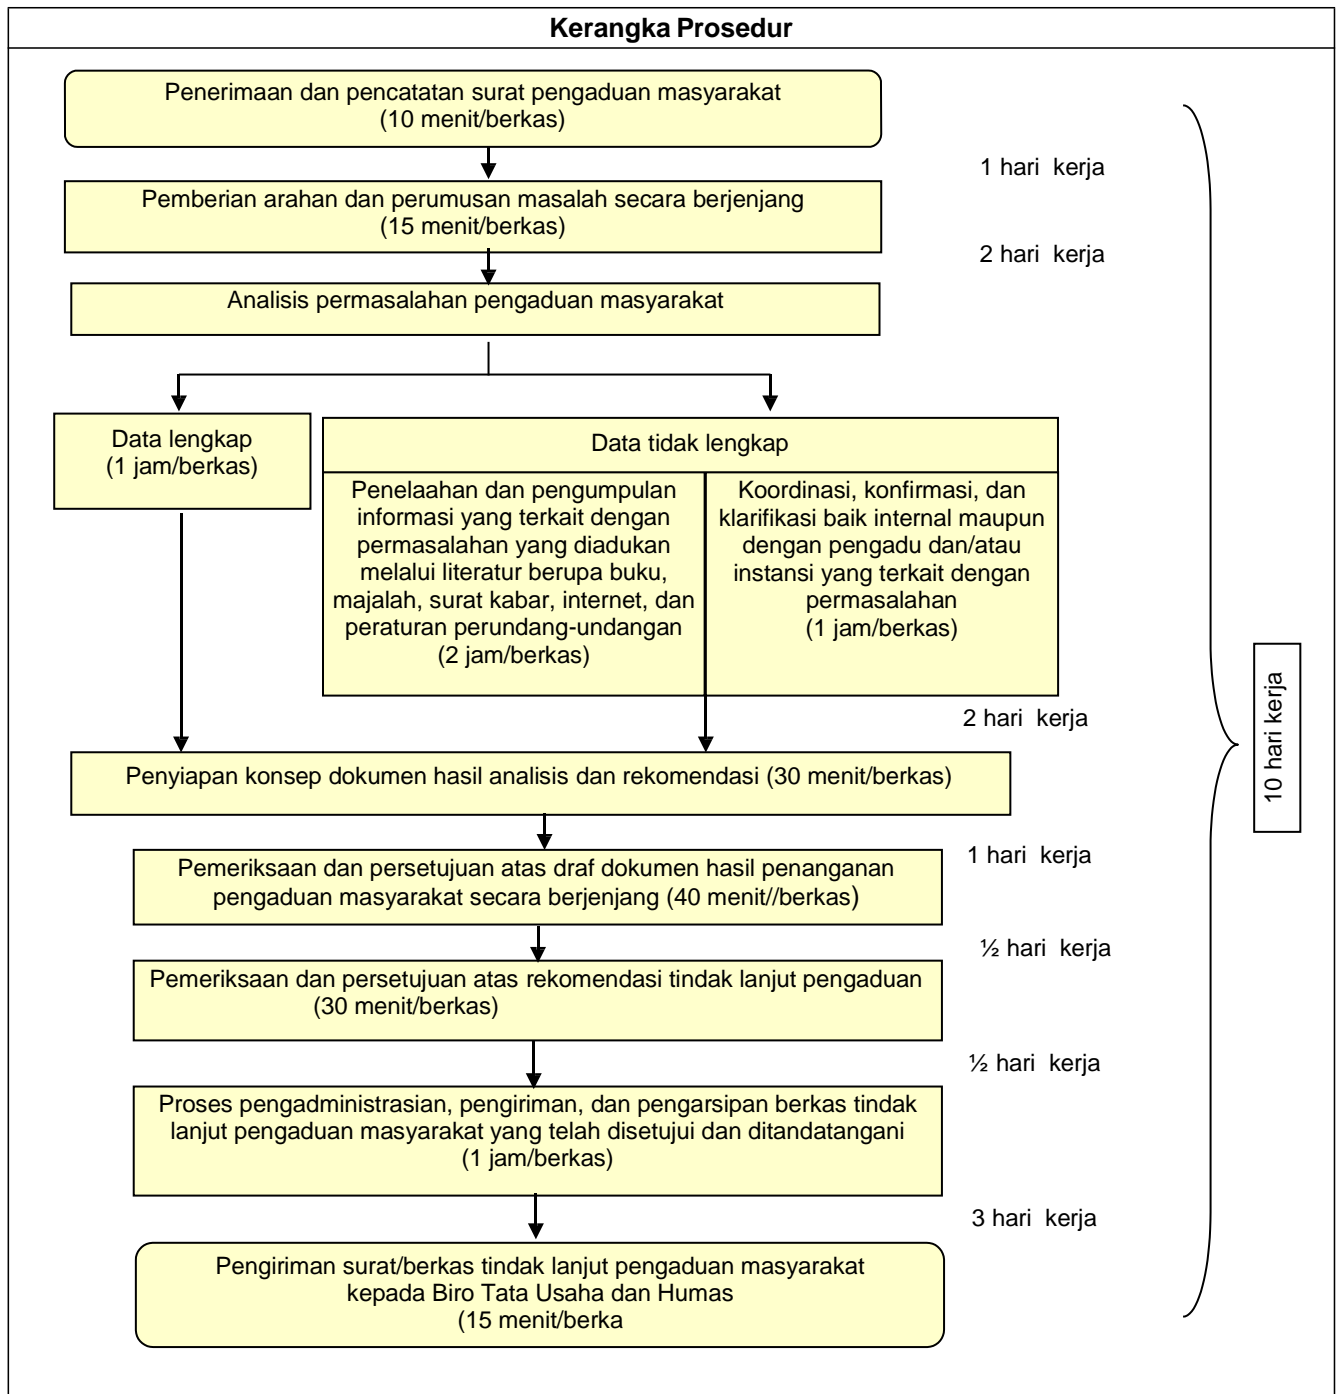 Kerangka Prosedur
Penerimaan dan pencatatan surat pengaduan masyarakat
(10 menit/berkas)
1 hari kerja
Pemberian arahan dan perumusan masalah secara berjenjang
(15 menit/berkas)
2 hari kerja
Analisis permasalahan pengaduan masyarakat
Data lengkap
(1 jam/berkas)
Data tidak lengkap
Penelaahan dan pengumpulan
informasi yang terkait dengan
permasalahan yang diadukan
melalui literatur berupa buku,
majalah, surat kabar, internet, dan
peraturan perundang-undangan
(2 jam/berkas)
Koordinasi, konfirmasi, dan
klarifikasi baik internal maupun
dengan pengadu dan/atau
instansi yang terkait dengan
permasalahan
(1 jam/berkas)
2 hari kerja
10 hari kerja
Penyiapan konsep dokumen hasil analisis dan rekomendasi (30 menit/berkas)
1 hari kerja
Pemeriksaan dan persetujuan atas draf dokumen hasil penanganan
pengaduan masyarakat secara berjenjang (40 menit//berkas)
½ hari kerja
Pemeriksaan dan persetujuan atas rekomendasi tindak lanjut pengaduan
(30 menit/berkas)
½ hari kerja
Proses pengadministrasian, pengiriman, dan pengarsipan berkas tindak
lanjut pengaduan masyarakat yang telah disetujui dan ditandatangani
(1 jam/berkas)
3 hari kerja
Pengiriman surat/berkas tindak lanjut pengaduan masyarakat
kepada Biro Tata Usaha dan Humas
(15 menit/berka